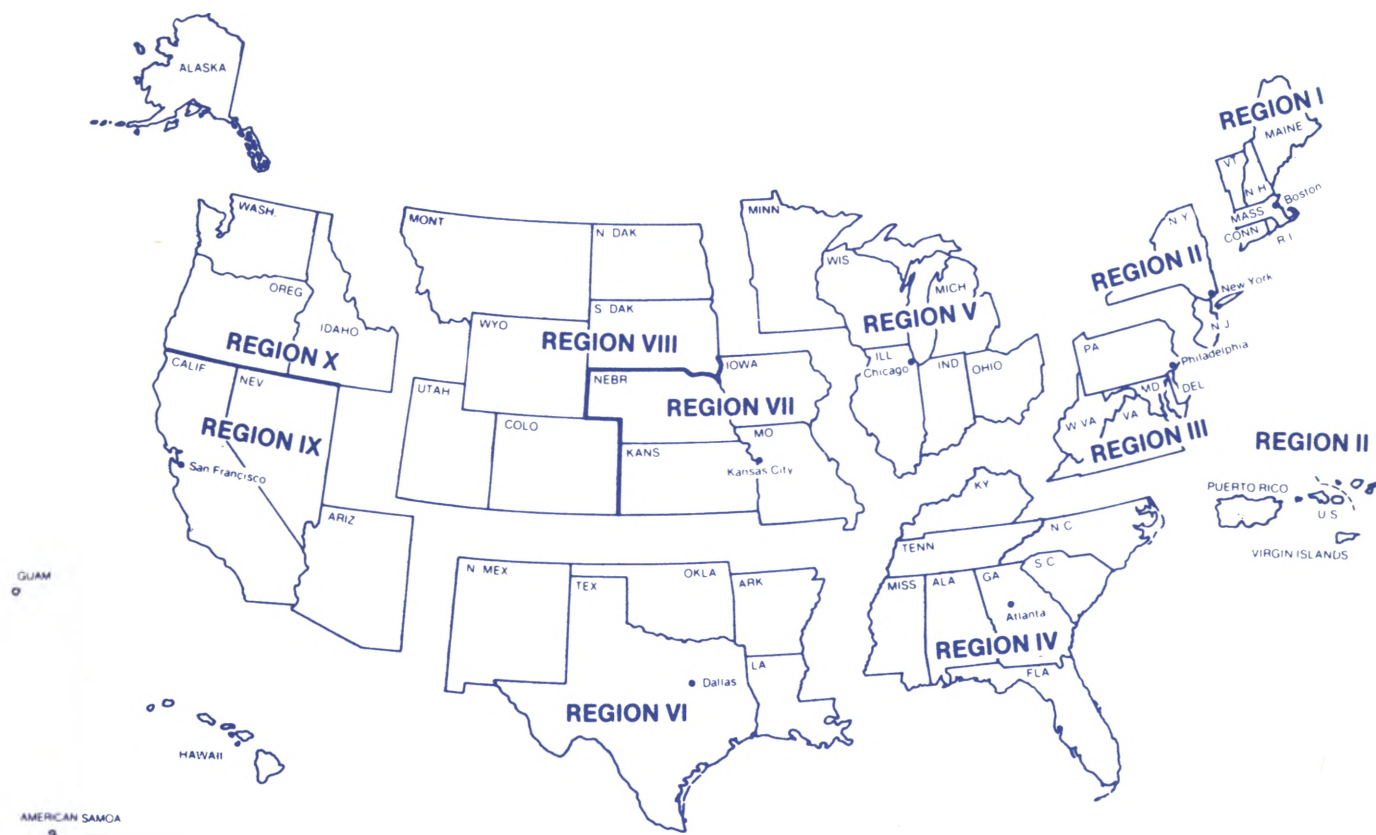 ALASKA
REGION I
MAINE
VT
N H
Boston
MASS
CONN
R I
WASH.
MONT
N DAK
MINN
N Y
WIS
REGION II
MICH
New York
OREG
S DAK
IDAHO
WYO
REGION V
N J
REGION X
REGION VIII
PA
Philadelphia
CALIF
NEV
UTAH
NEBR
IOWA
ILL
Chicago
IND
OHIO
MD
DEL
REGION VII
REGION IX
COLO
MO
W VA
VA
REGION III
REGION II
San Francisco
KANS
Kansas City
KY
PUERTO RICO
U S
VIRGIN ISLANDS
ARIZ
N C
TENN
S C
GUAM
N MEX
TEX
OKLA
ARK
MISS
ALA
GA
Atlanta
REGION IV
LA
FLA
Dallas
REGION VI
HAWAII
AMERICAN SAMOA